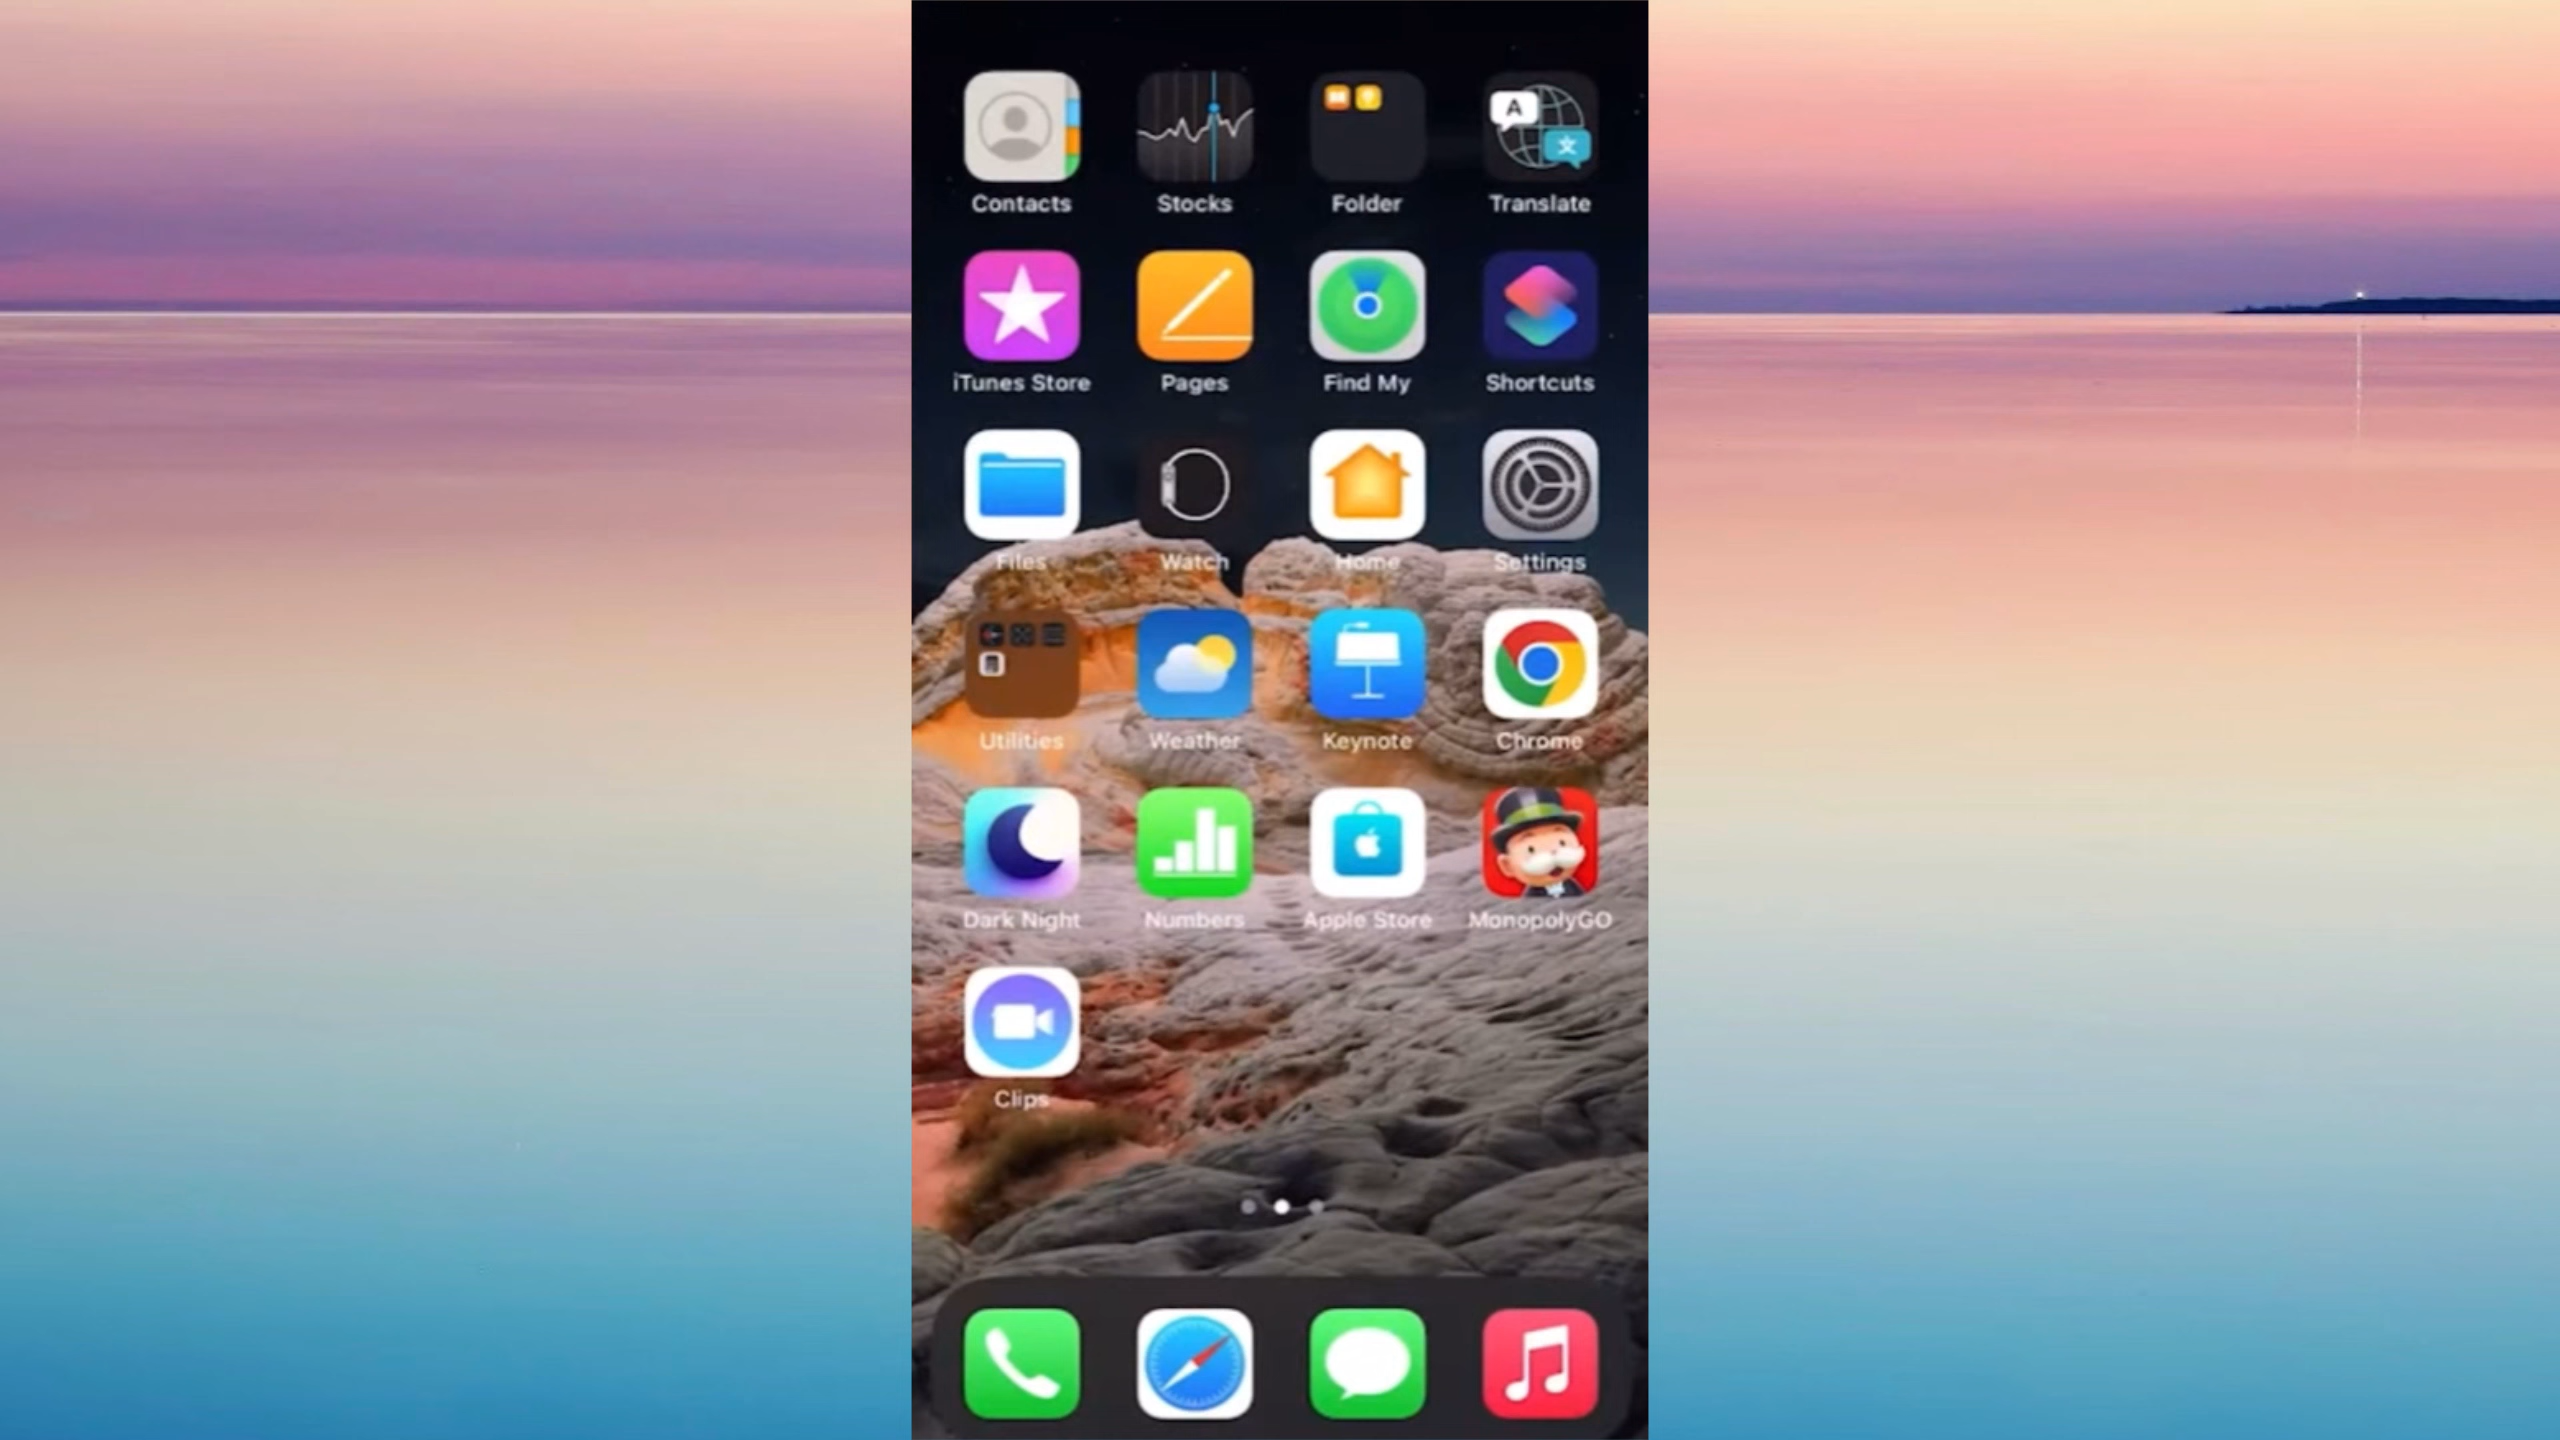 Contacts Stocks Folder Translate
iTunes Store Pages Find My Shortcuts
Files Watch Home Settings
Utilities Weather Keynote Chrome
Dark Night Numbers Apple Store MonopolyGO
Clips